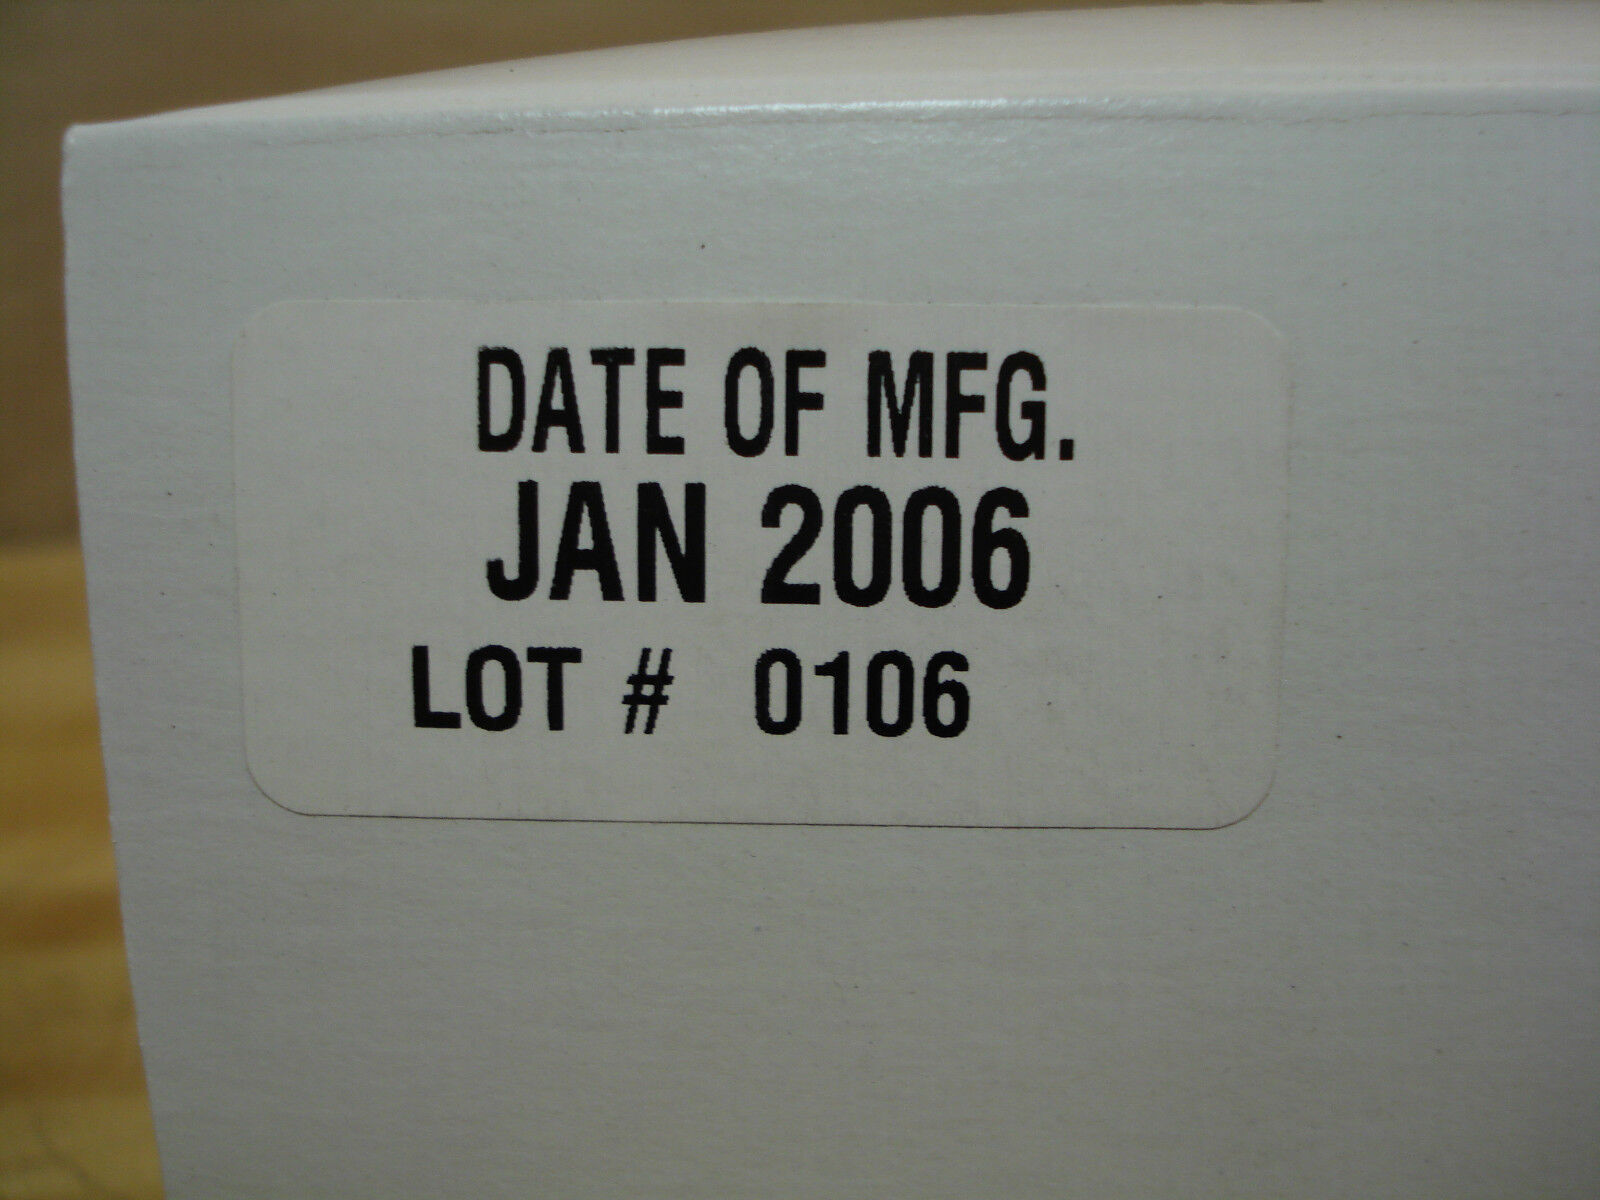 DATE OF MFG.
JAN 2006
LOT # 0106